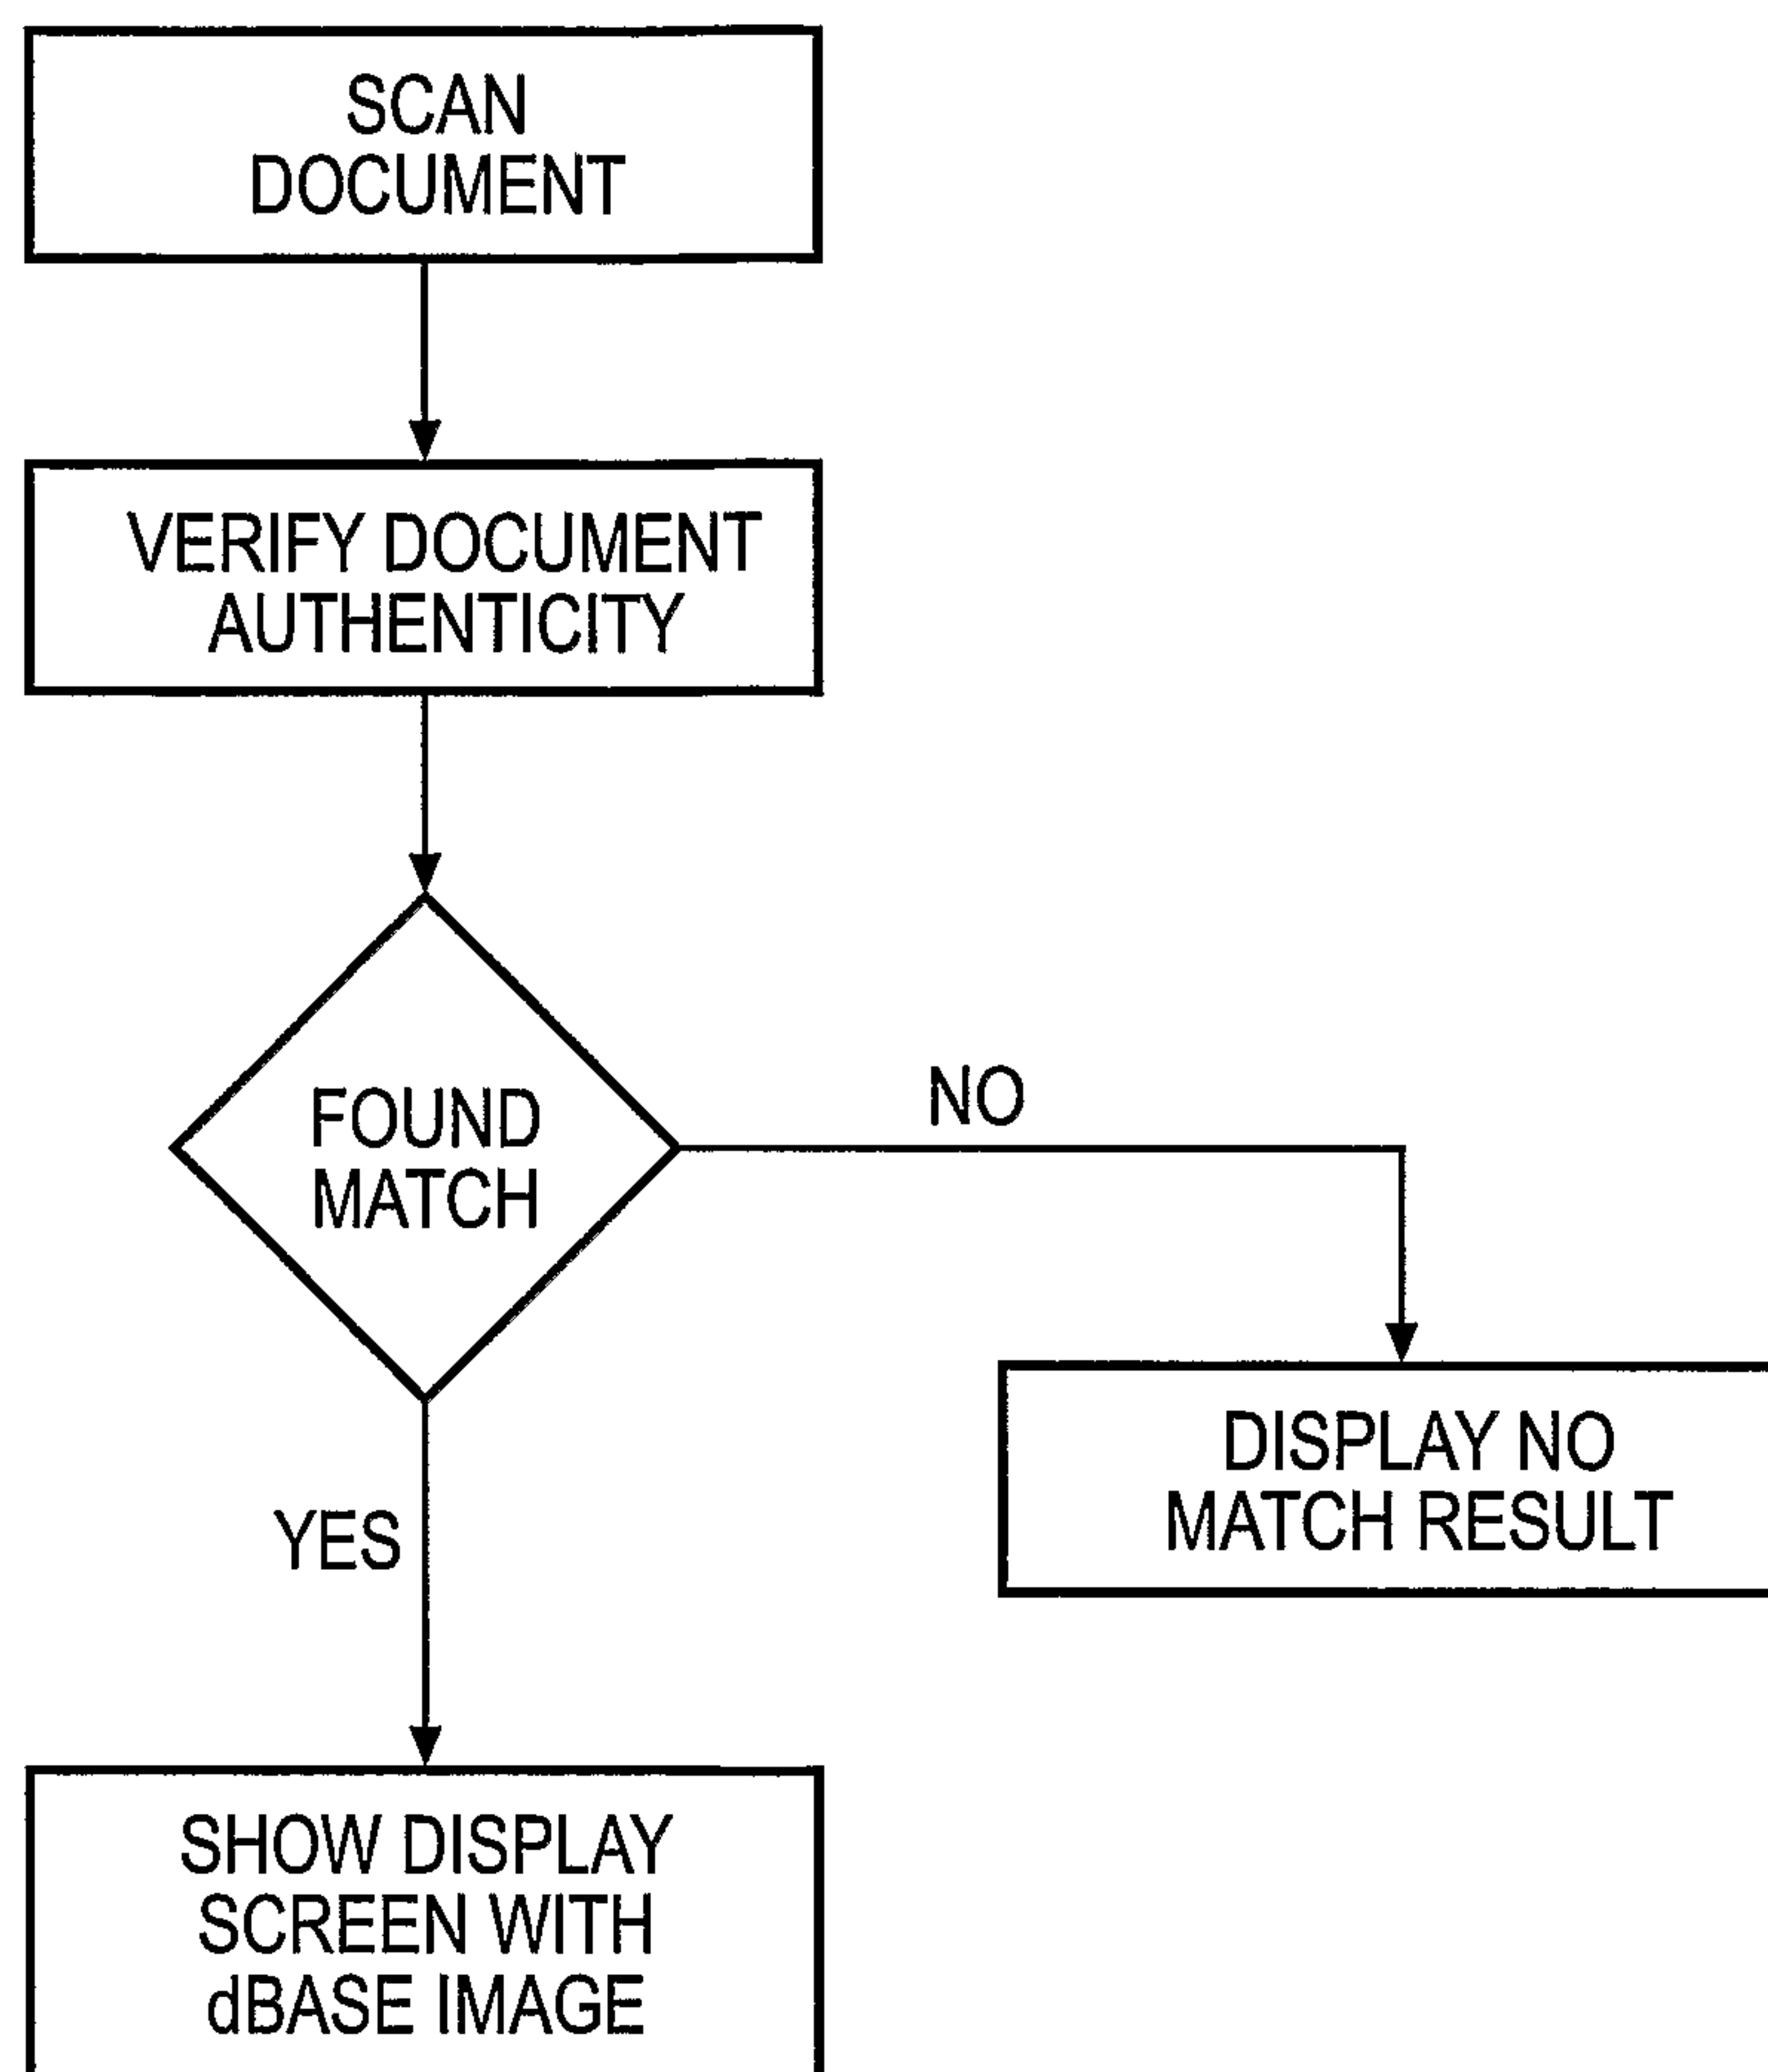 SCAN
DOCUMENT
VERIFY DOCUMENT
AUTHENTICITY
FOUND
MATCH
NO
DISPLAY NO
MATCH RESULT
YES
SHOW DISPLAY
SCREEN WITH
dBASE IMAGE